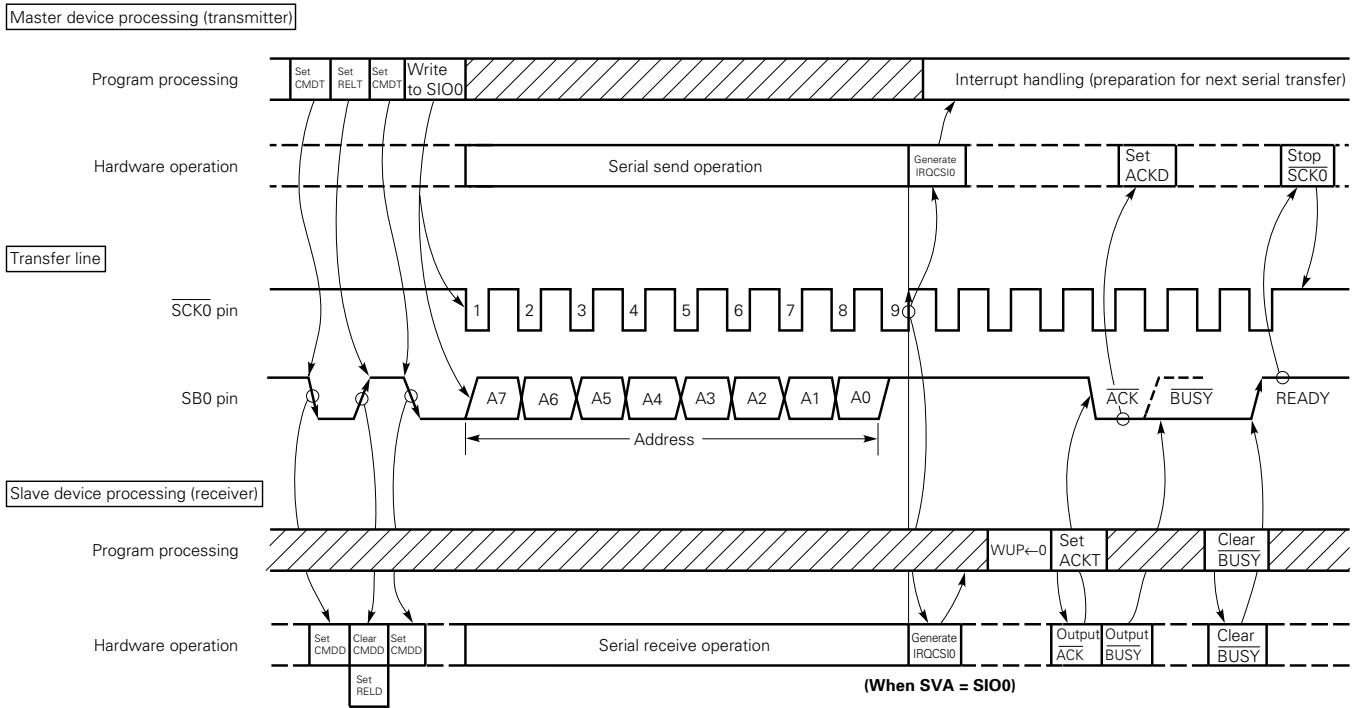 Master device processing (transmitter)
Program processing
Set CMDT
Set RELT
Set CMDT
Write to SIO0
Interrupt handling (preparation for next serial transfer)
Hardware operation
Serial send operation
Generate IRQCSI0
Set ACKD
Stop SCK0
Transfer line
SCK0 pin
1 2 3 4 5 6 7 8 9
SB0 pin
A7 A6 A5 A4 A3 A2 A1 A0
ACK BUSY READY
Address
Slave device processing (receiver)
Program processing
WUP←0
Set ACKT
Clear BUSY
Hardware operation
Set CMDD
Clear CMDD
Set CMDD
Set RELD
Serial receive operation
Generate IRQCSI0
Output ACK
Output BUSY
Clear BUSY
(When SVA = SIO0)